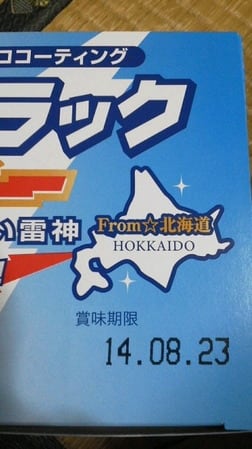 ココーティング
ラック
ー
い雷神
From☆北海道
HOKKAIDO
賞味期限
14.08.23